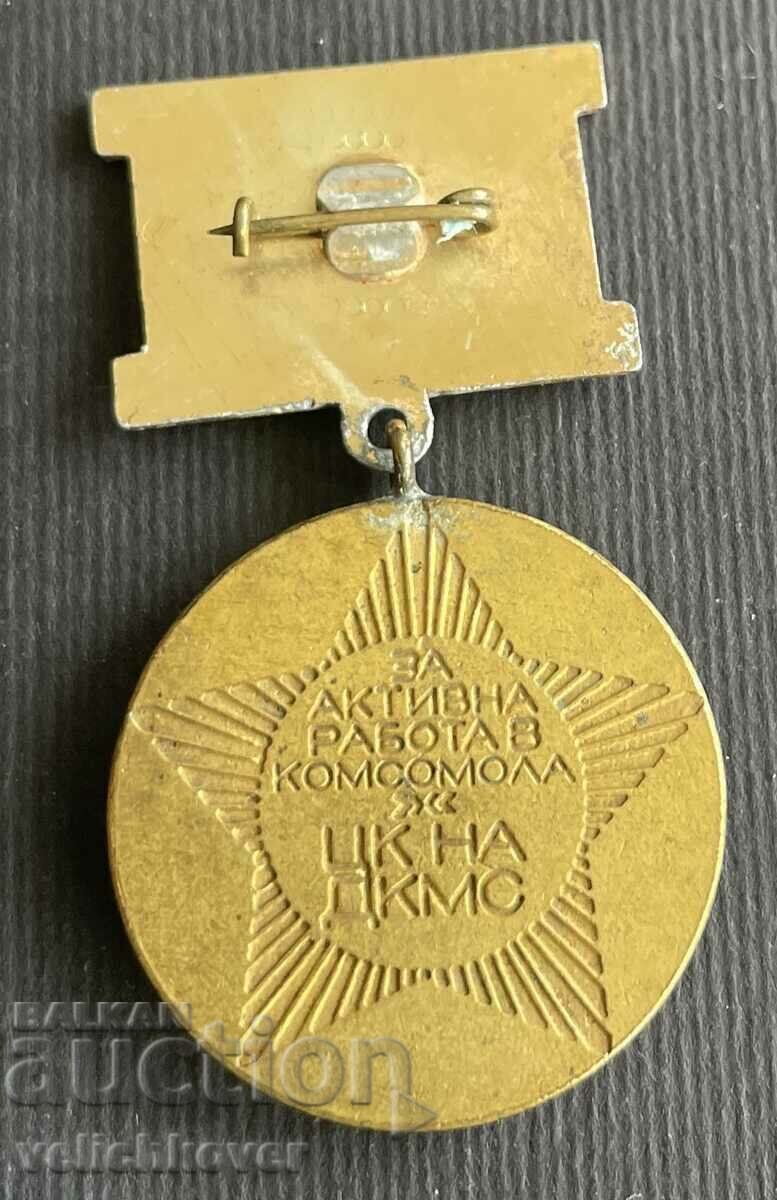 ЗА
АКТИВНА
РАБОТА В
КОМСОМОЛА
ЦК НА
ДКМС
BALKAN
auction
velichkover